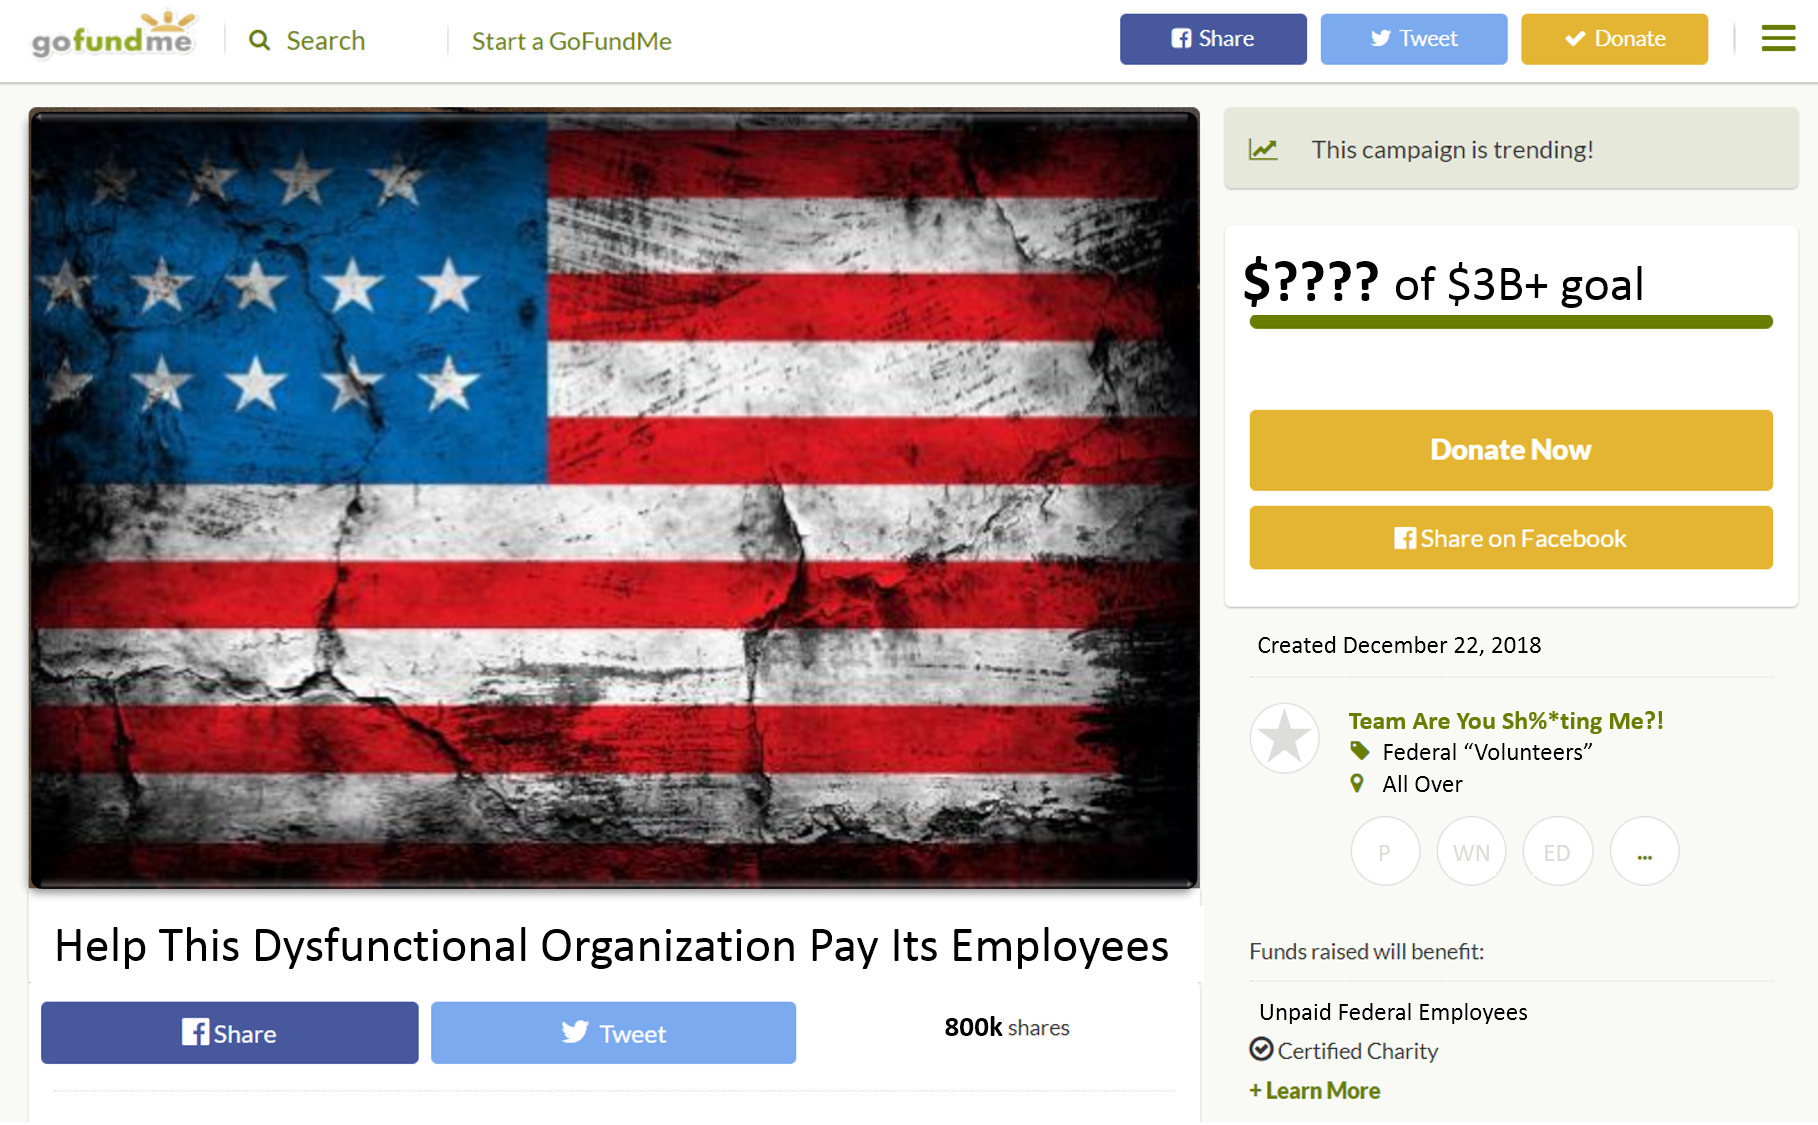 gofundme
Search
Start a GoFundMe
Share
Tweet
Donate
This campaign is trending!
$???? of $3B+ goal
Donate Now
Share on Facebook
Created December 22, 2018
Team Are You Sh%*ting Me?!
Federal “Volunteers”
All Over
P
WN
ED
...
Help This Dysfunctional Organization Pay Its Employees
Share
Tweet
800k shares
Funds raised will benefit:
Unpaid Federal Employees
Certified Charity
+ Learn More